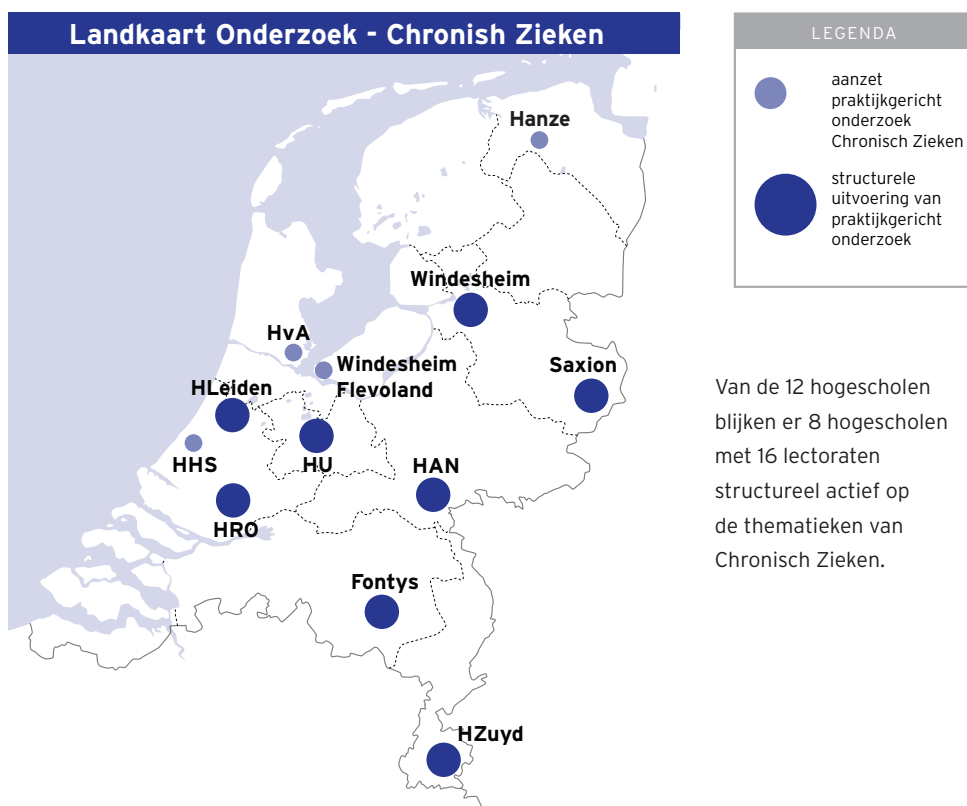 Landkaart Onderzoek - Chronish Zieken
LEGENDA
aanzet
praktijkgericht
onderzoek
Chronisch Zieken
structurele
uitvoering van
praktijkgericht
onderzoek
Hanze
Windesheim
HvA
Windesheim
Flevoland
Saxion
HLeiden
HHS
HU
HAN
HRO
Fontys
HZuyd
Van de 12 hogescholen
blijken er 8 hogescholen
met 16 lectoraten
structureel actief op
de thematieken van
Chronisch Zieken.